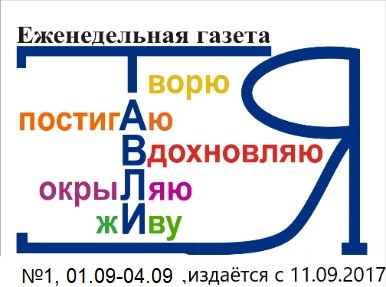 Еженедельная газета
Творю Я
постигАю
Вдохновляю
окрыЛяю
жИву
№1, 01.09-04.09 ,издаётся с 11.09.2017